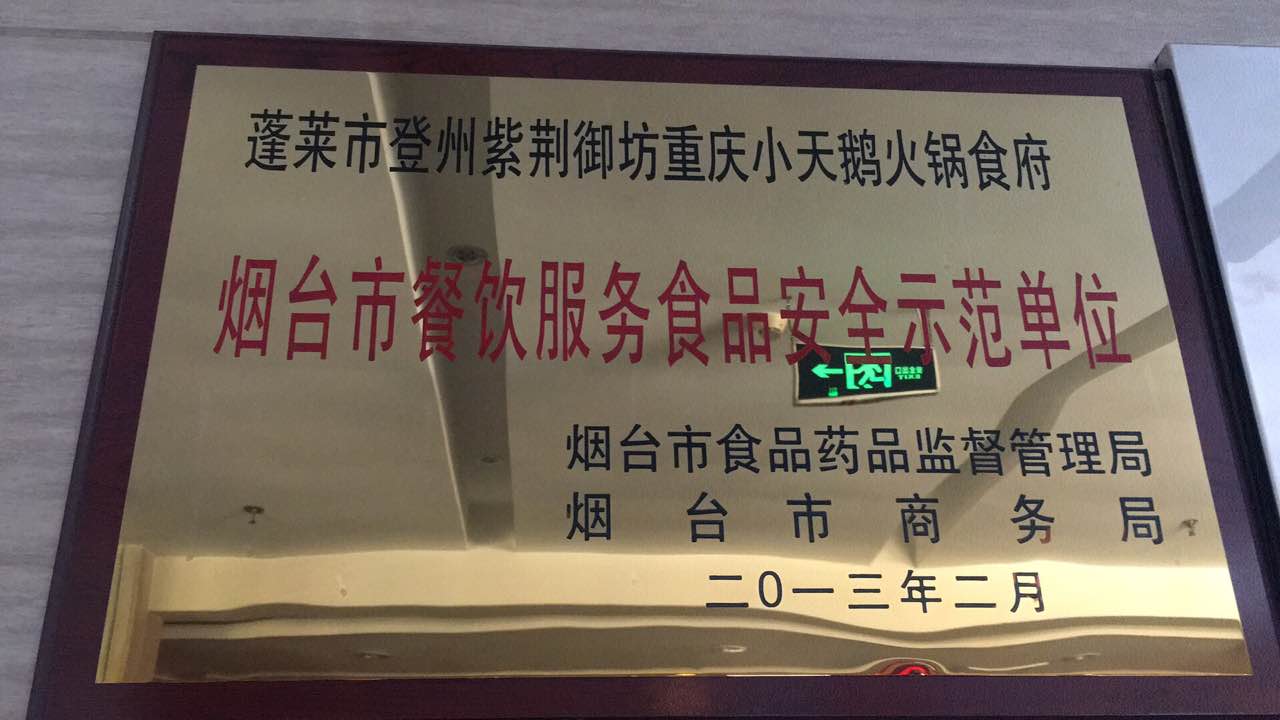 蓬莱市登州紫荆御坊重庆小天鹅火锅食府
烟台市餐饮服务食品安全示范单位
烟台市食品药品监督管理局
烟台市商务局
二0一三年二月